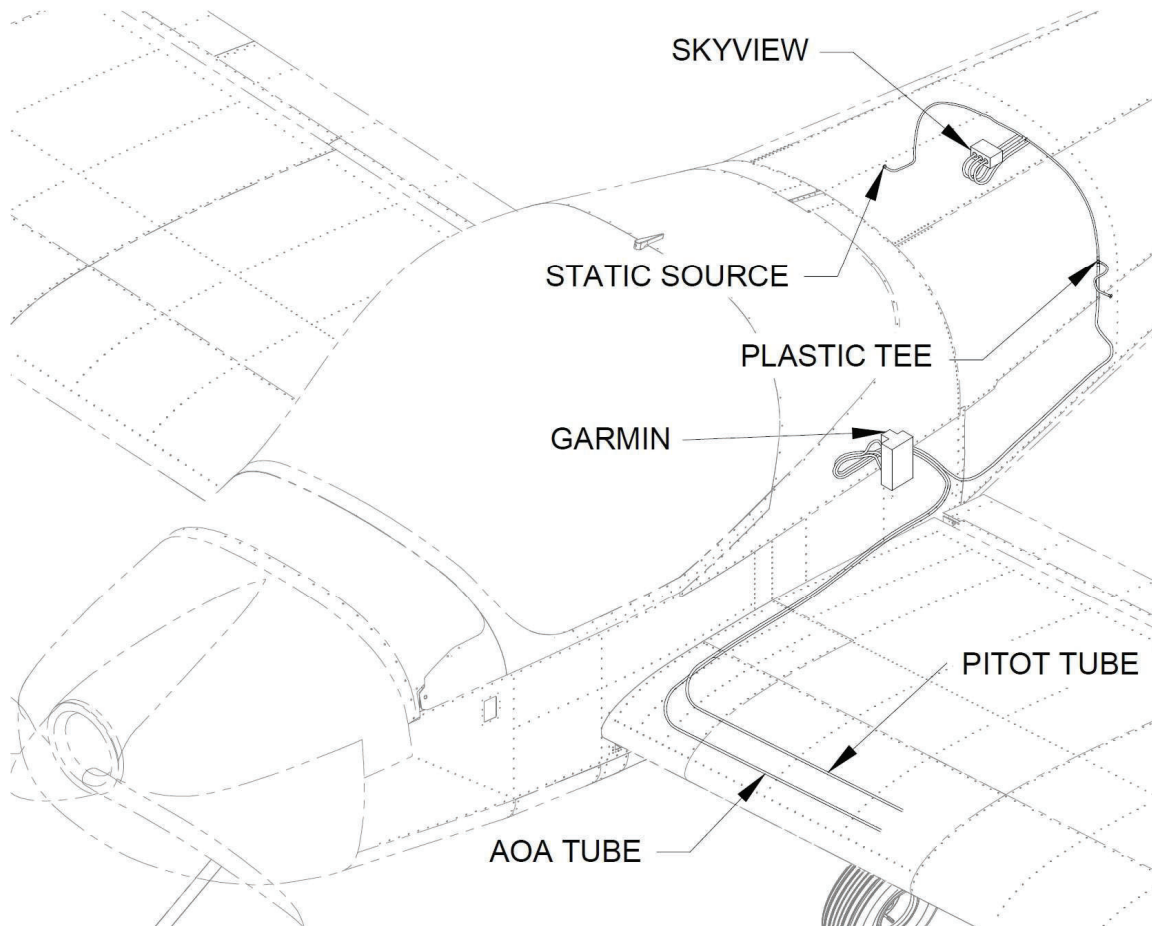 SKYVIEW
STATIC SOURCE
PLASTIC TEE
GARMIN
PITOT TUBE
AOA TUBE